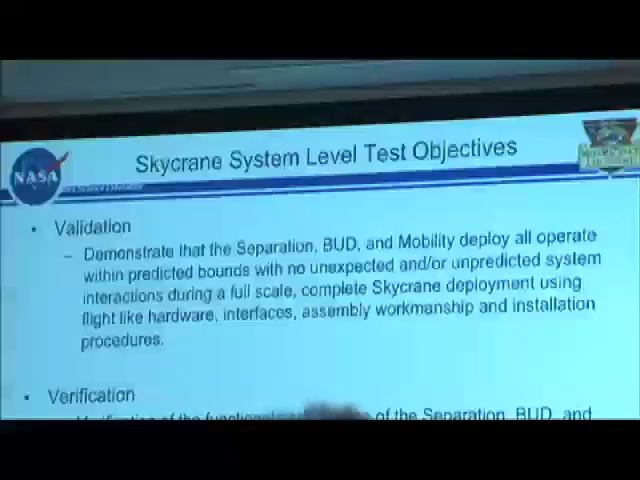 NASA
Skycrane System Level Test Objectives
• Validation
– Demonstrate that the Separation, BUD, and Mobility deploy all operate
within predicted bounds with no unexpected and/or unpredicted system
interactions during a full scale, complete Skycrane deployment using
flight like hardware, interfaces, assembly workmanship and installation
procedures.
• Verification
of the Separation, BUD, and